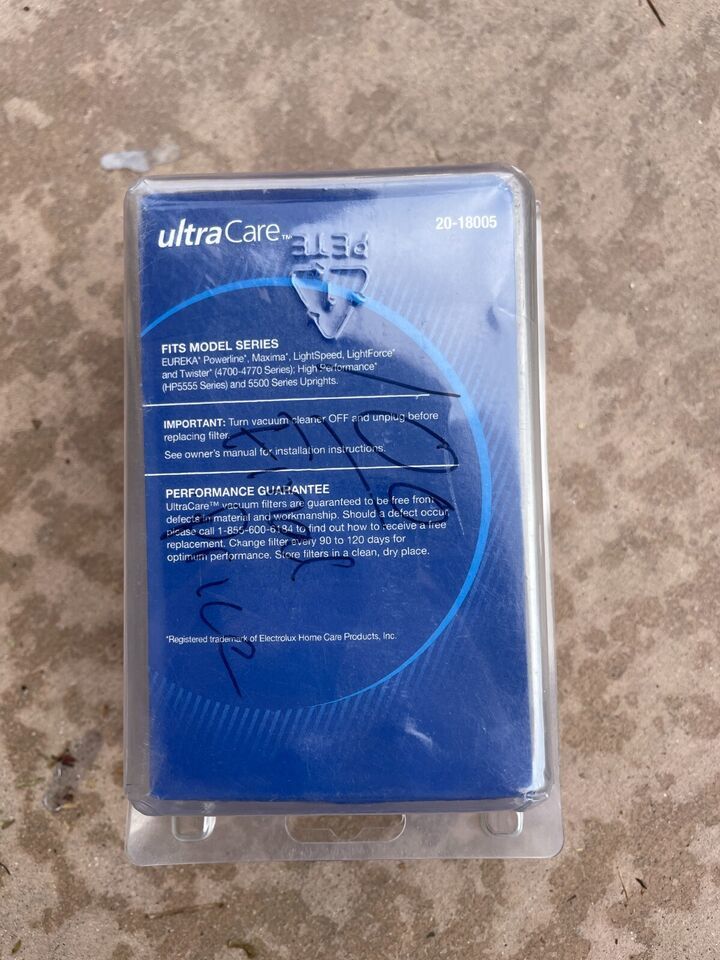 ultraCare™
20-18005
PETE
1
FITS MODEL SERIES
EUREKA* Powerline*, Maxima*, LightSpeed, LightForce*
and Twister* (4700-4770 Series); High Performance*
(HP5555 Series) and 5500 Series Uprights.
IMPORTANT: Turn vacuum cleaner OFF and unplug before
replacing filter.
See owner's manual for installation instructions.
PERFORMANCE GUARANTEE
UltraCare™ vacuum filters are guaranteed to be free from
defects in material and workmanship. Should a defect occur,
please call 1-855-600-6184 to find out how to receive a free
replacement. Change filter every 90 to 120 days for
optimum performance. Store filters in a clean, dry place.
*Registered trademark of Electrolux Home Care Products, Inc.